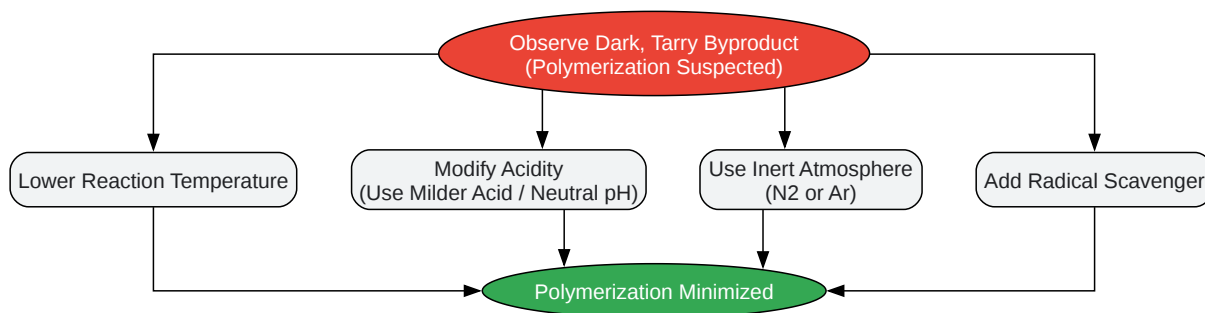 Observe Dark, Tarry Byproduct
(Polymerization Suspected)
Lower Reaction Temperature
Modify Acidity
(Use Milder Acid / Neutral pH)
Use Inert Atmosphere
(N2 or Ar)
Add Radical Scavenger
Polymerization Minimized